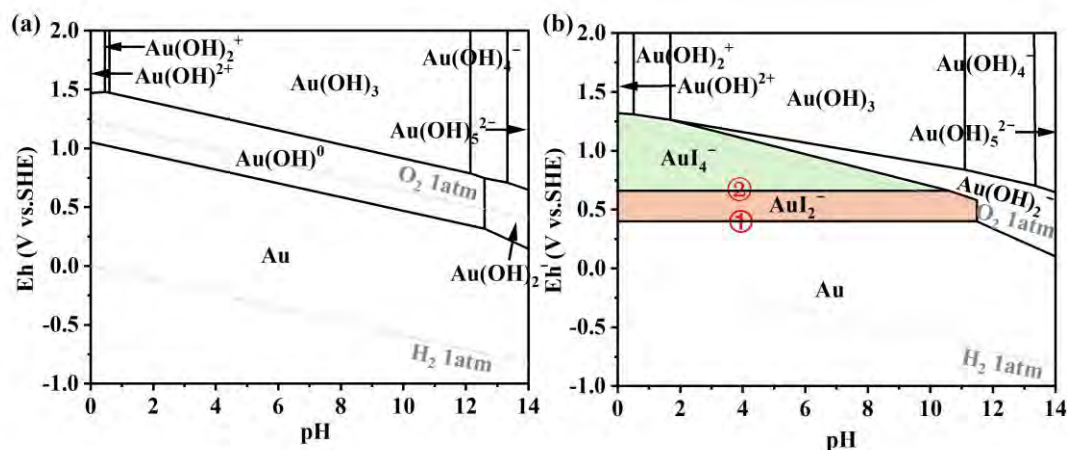 (a)
2.0
1.5
1.0
0.5
0.0
-0.5
-1.0
Eh (V vs.SHE)
0 2 4 6 8 10 12 14
pH
Au(OH)₂⁺
Au(OH)²⁺
Au(OH)₃
Au(OH)₄⁻
Au(OH)₅²⁻
Au(OH)⁰
O₂ 1atm
Au
Au(OH)₂⁻
H₂ 1atm
(b)
2.0
1.5
1.0
0.5
0.0
-0.5
-1.0
Eh (V vs.SHE)
0 2 4 6 8 10 12 14
pH
Au(OH)₂⁺
Au(OH)²⁺
Au(OH)₃
Au(OH)₄⁻
Au(OH)₅²⁻
AuI₄⁻
②
AuI₂⁻
①
Au(OH)₂⁻
O₂ 1atm
Au
H₂ 1atm